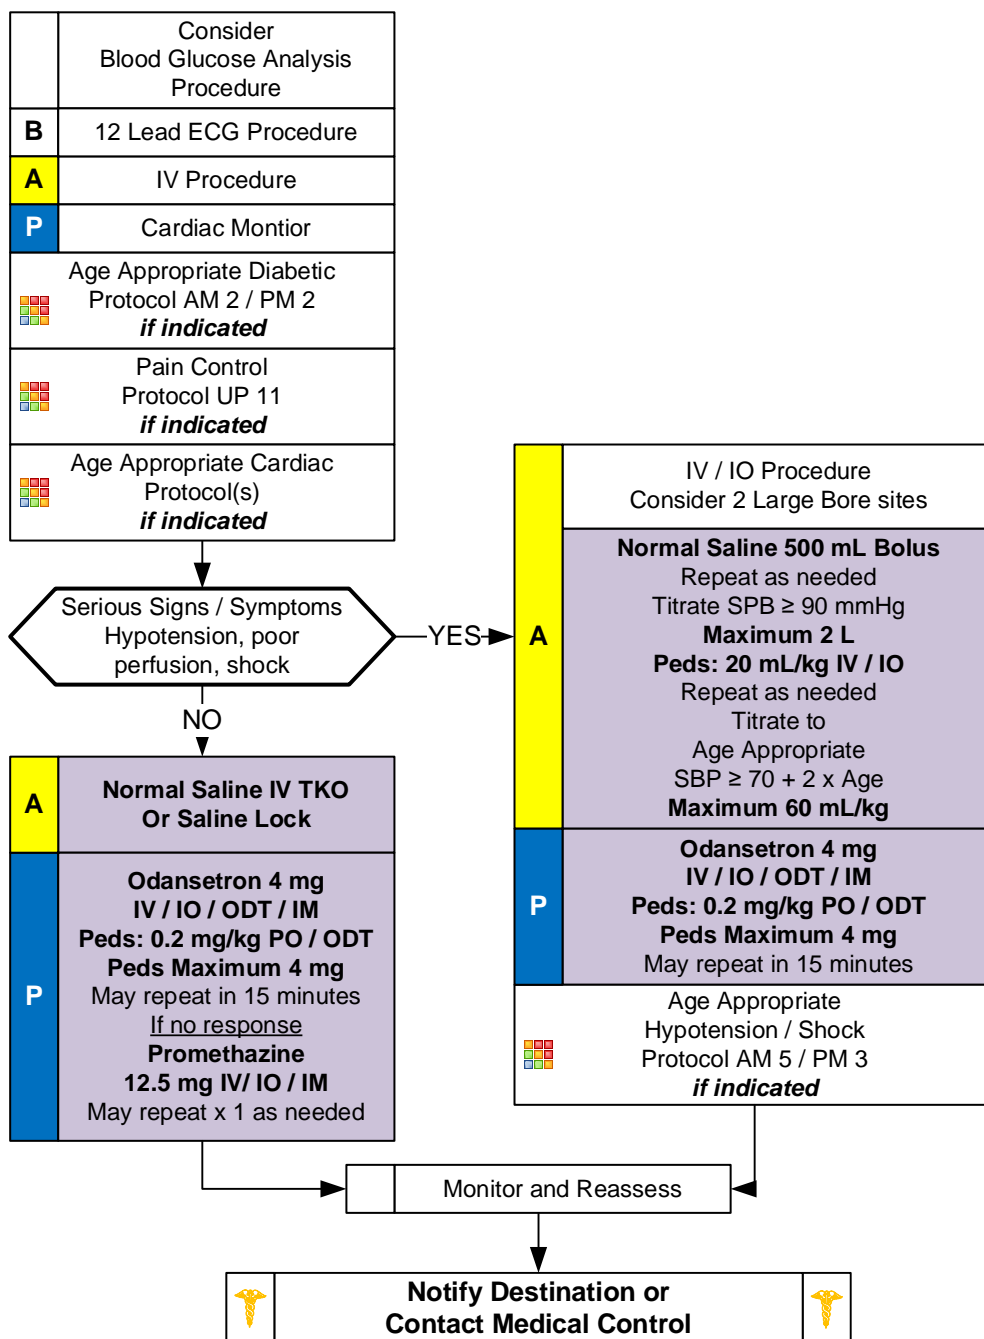 Consider
Blood Glucose Analysis
Procedure
B
12 Lead ECG Procedure
A
IV Procedure
P
Cardiac Montior
Age Appropriate Diabetic
Protocol AM 2 / PM 2
if indicated
Pain Control
Protocol UP 11
if indicated
Age Appropriate Cardiac
Protocol(s)
if indicated
Serious Signs / Symptoms
Hypotension, poor
perfusion, shock
YES
NO
A
IV / IO Procedure
Consider 2 Large Bore sites
Normal Saline 500 mL Bolus
Repeat as needed
Titrate SPB ≥ 90 mmHg
Maximum 2 L
Peds: 20 mL/kg IV / IO
Repeat as needed
Titrate to
Age Appropriate
SBP ≥ 70 + 2 x Age
Maximum 60 mL/kg
P
Odansetron 4 mg
IV / IO / ODT / IM
Peds: 0.2 mg/kg PO / ODT
Peds Maximum 4 mg
May repeat in 15 minutes
Age Appropriate
Hypotension / Shock
Protocol AM 5 / PM 3
if indicated
A
Normal Saline IV TKO
Or Saline Lock
P
Odansetron 4 mg
IV / IO / ODT / IM
Peds: 0.2 mg/kg PO / ODT
Peds Maximum 4 mg
May repeat in 15 minutes
If no response
Promethazine
12.5 mg IV/ IO / IM
May repeat x 1 as needed
Monitor and Reassess
Notify Destination or
Contact Medical Control